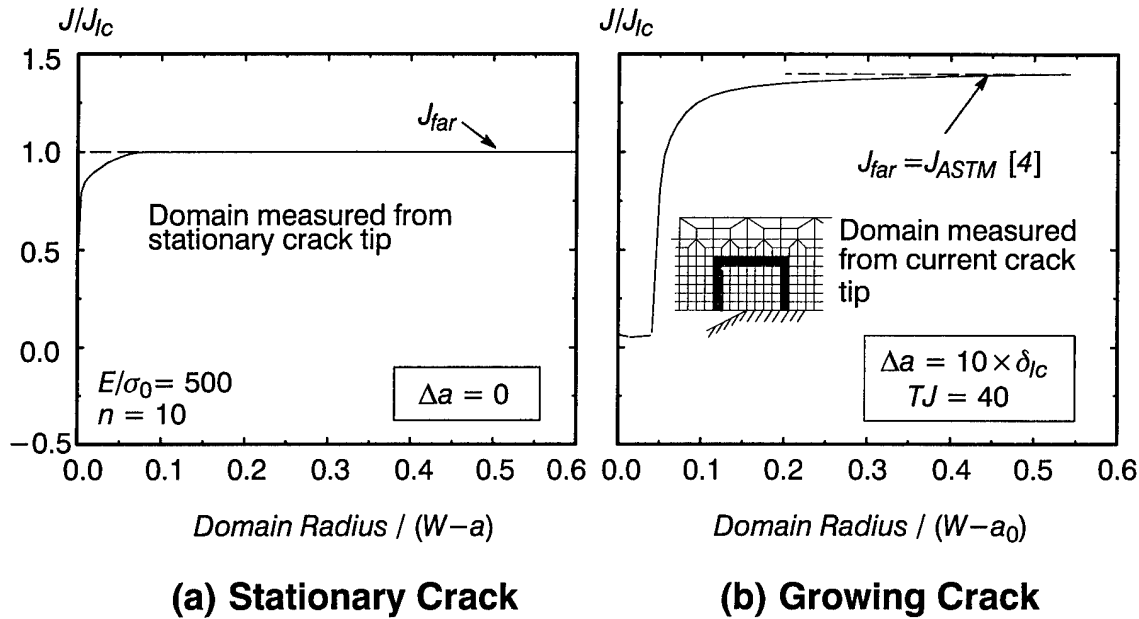 J/J_Ic
1.5
1.0
0.5
0.0
−0.5
J_far
Domain measured from
stationary crack tip
E/σ_0 = 500
n = 10
Δa = 0
0.0 0.1 0.2 0.3 0.4 0.5 0.6
Domain Radius / (W−a)
(a) Stationary Crack
J/J_Ic
J_far = J_ASTM [4]
Domain measured
from current crack
tip
Δa = 10 × δ_Ic
TJ = 40
0.0 0.1 0.2 0.3 0.4 0.5 0.6
Domain Radius / (W−a_0)
(b) Growing Crack